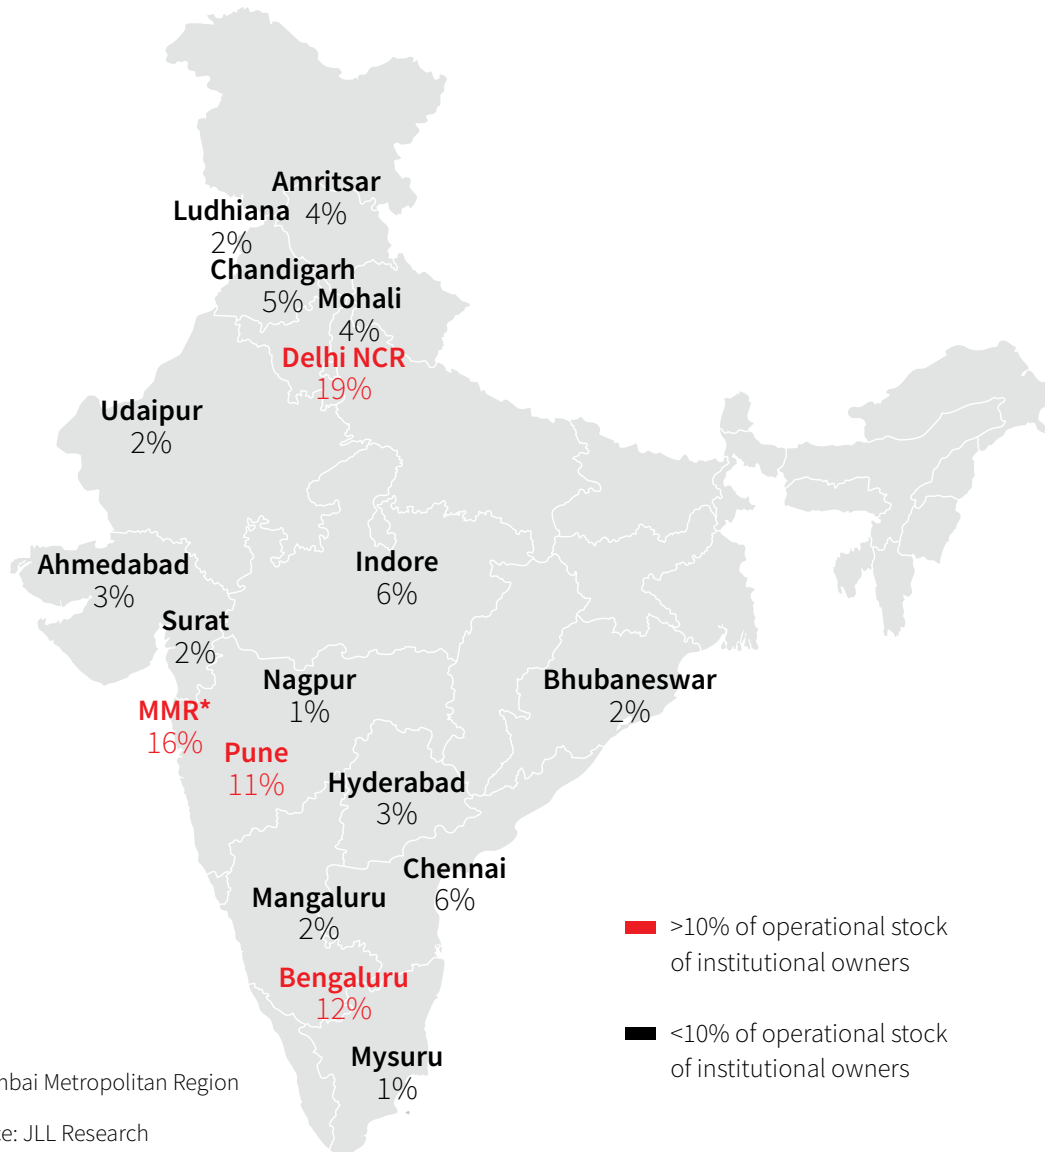 Amritsar
4%
Ludhiana
2%
Chandigarh
5%
Mohali
4%
Delhi NCR
19%
Udaipur
2%
Ahmedabad
3%
Indore
6%
Surat
2%
Nagpur
1%
Bhubaneswar
2%
MMR*
16%
Pune
11%
Hyderabad
3%
Chennai
6%
Mangaluru
2%
Bengaluru
12%
Mysuru
1%
>10% of operational stock
of institutional owners
<10% of operational stock
of institutional owners
Metropolitan Region
JLL Research